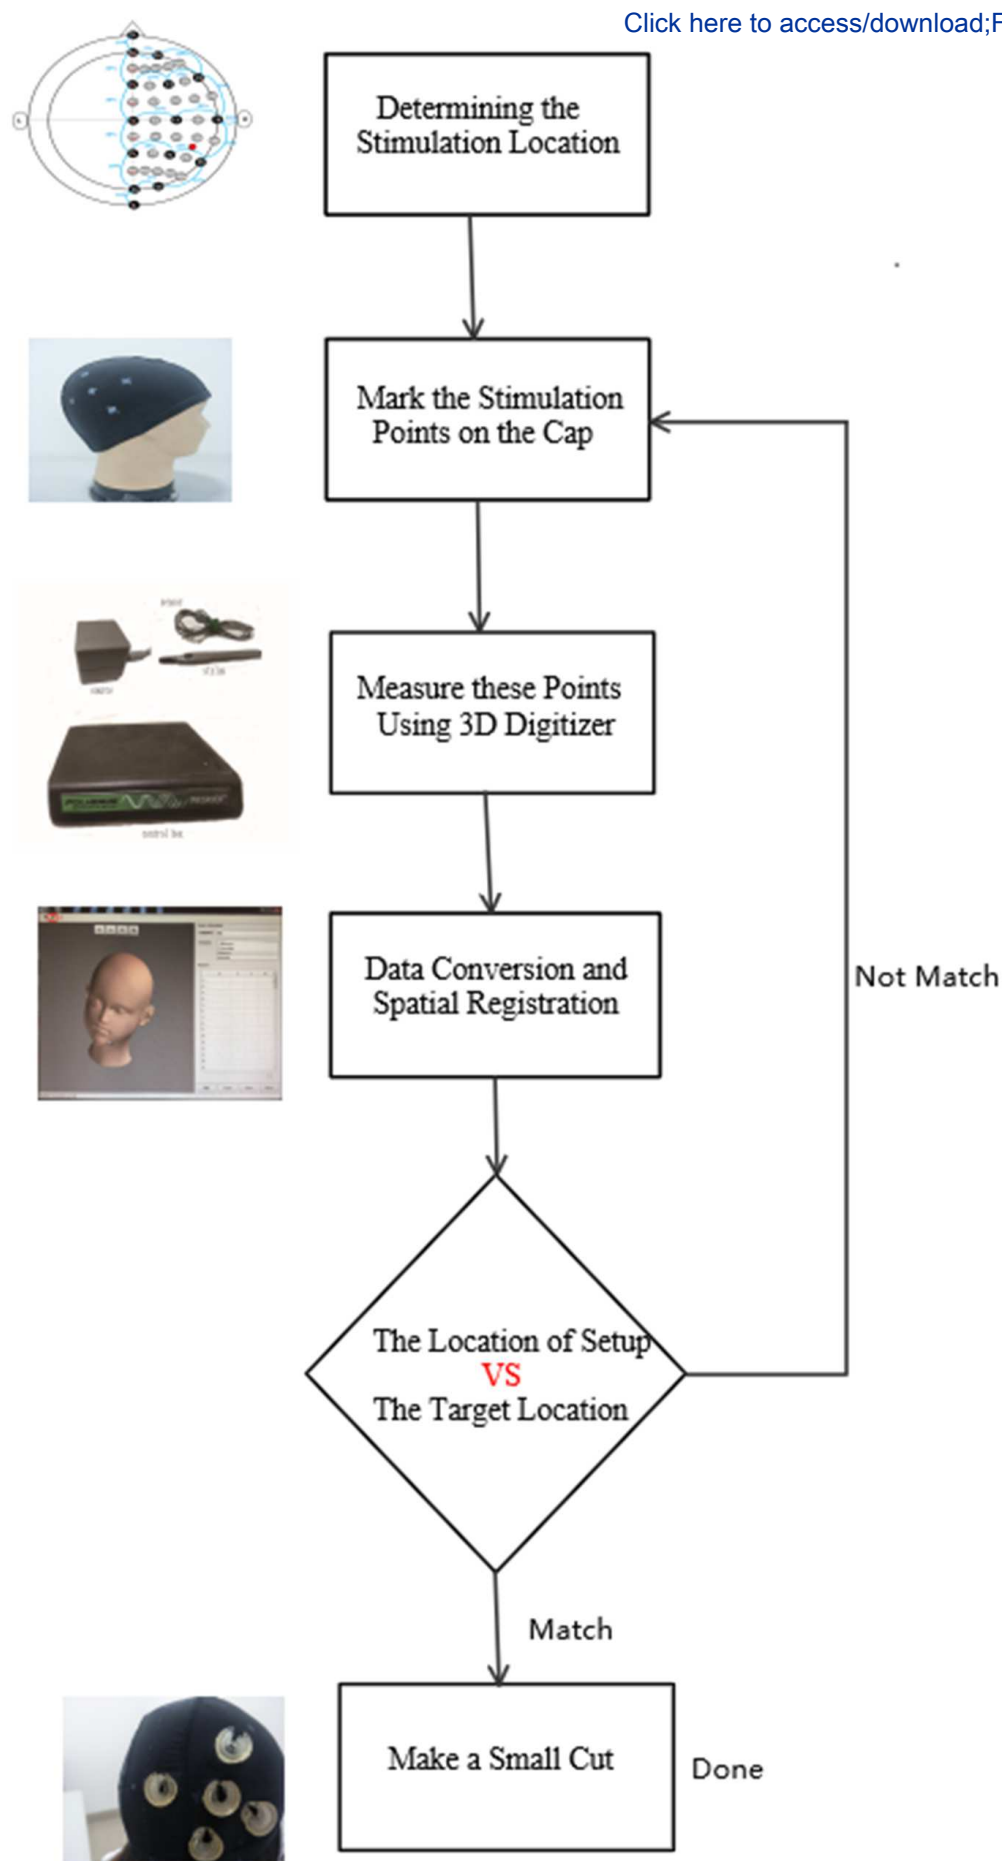 Click here to access/download;F
Determining the
Stimulation Location
Mark the Stimulation
Points on the Cap
Measure these Points
Using 3D Digitizer
Data Conversion and
Spatial Registration
Not Match
The Location of Setup
VS
The Target Location
Match
Make a Small Cut
Done